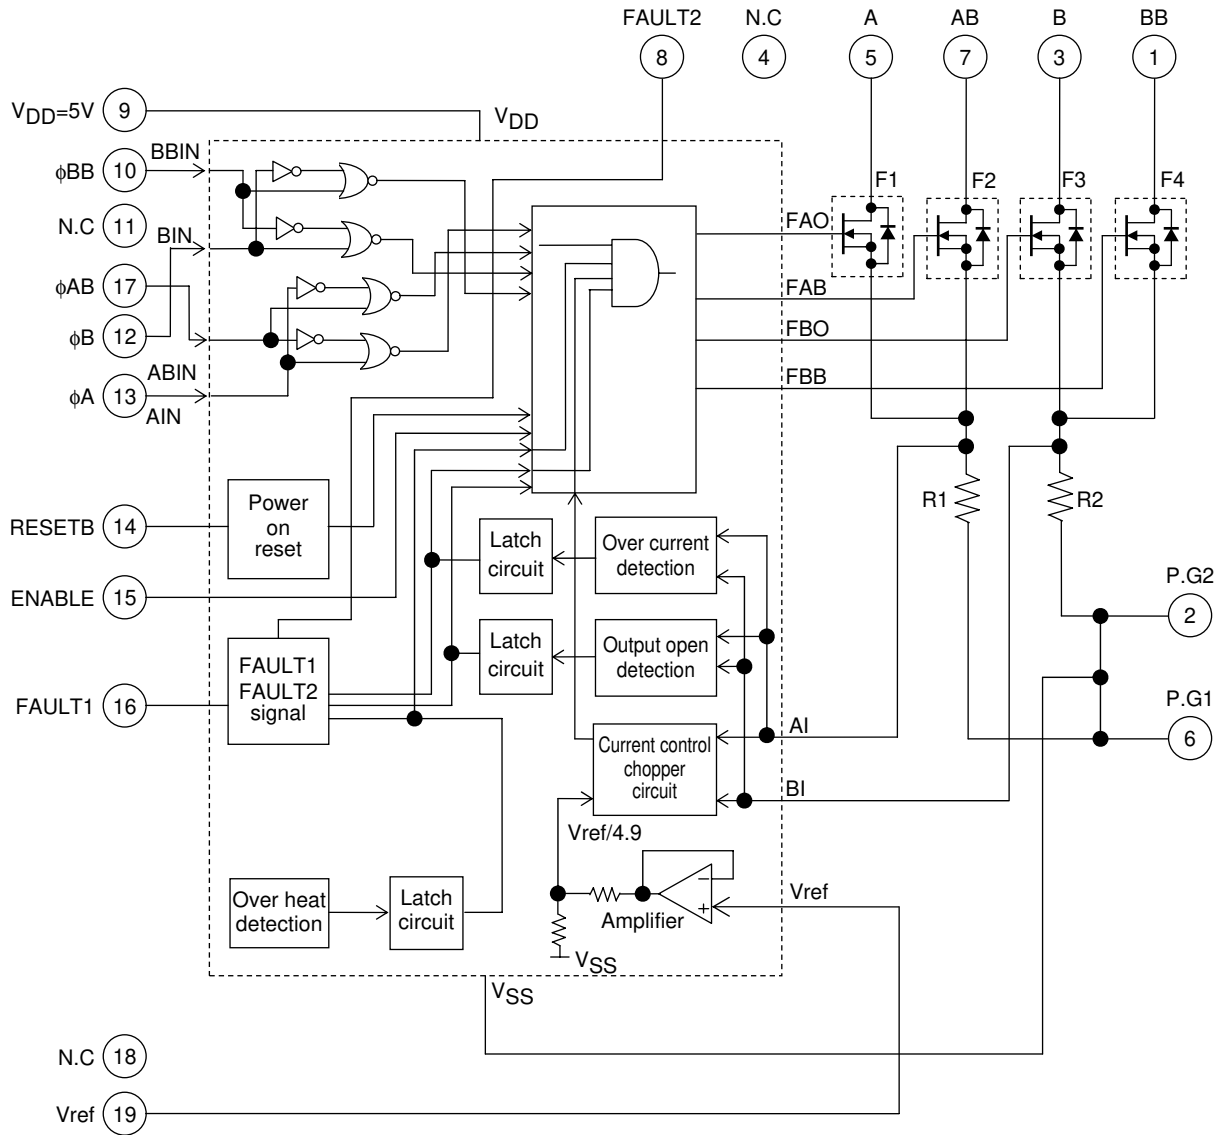 FAULT2 N.C A AB B BB
8 4 5 7 3 1
VDD=5V 9 VDD
φBB 10 BBIN
N.C 11
BIN
φAB 17
φB 12
ABIN
φA 13
AIN
F1 F2 F3 F4
FAO
FAB
FBO
FBB
R1 R2
RESETB 14
Power
on
reset
Latch
circuit
Over current
detection
ENABLE 15
P.G2
2
Latch
circuit
Output open
detection
FAULT1 16
FAULT1
FAULT2
signal
P.G1
6
Current control
chopper
circuit
AI
BI
Vref/4.9
−
+
Amplifier
Vref
Over heat
detection
Latch
circuit
VSS
VSS
N.C 18
Vref 19